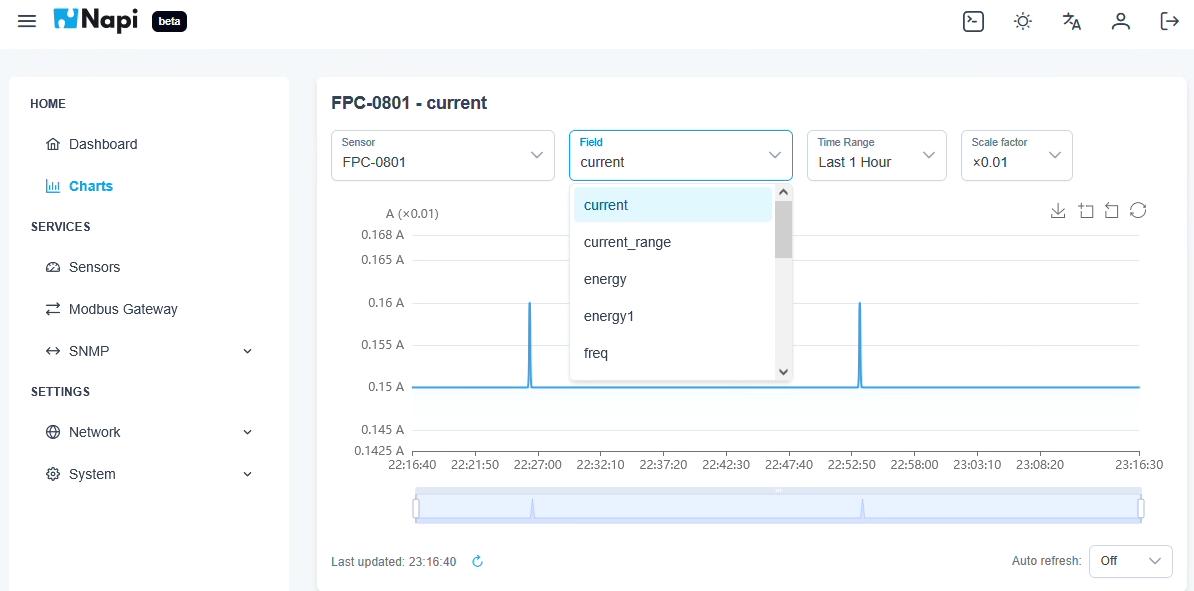 Napi beta
HOME
Dashboard
Charts
SERVICES
Sensors
Modbus Gateway
SNMP
SETTINGS
Network
System
FPC-0801 - current
Sensor
FPC-0801
Field
current
Time Range
Last 1 Hour
Scale factor
×0.01
current
current_range
energy
energy1
freq
A (×0.01)
0.168 A
0.165 A
0.16 A
0.155 A
0.15 A
0.145 A
0.1425 A
22:16:40 22:21:50 22:27:00 22:32:10 22:37:20 22:42:30 22:47:40 22:52:50 22:58:00 23:03:10 23:08:20 23:16:30
Last updated: 23:16:40
Auto refresh: Off